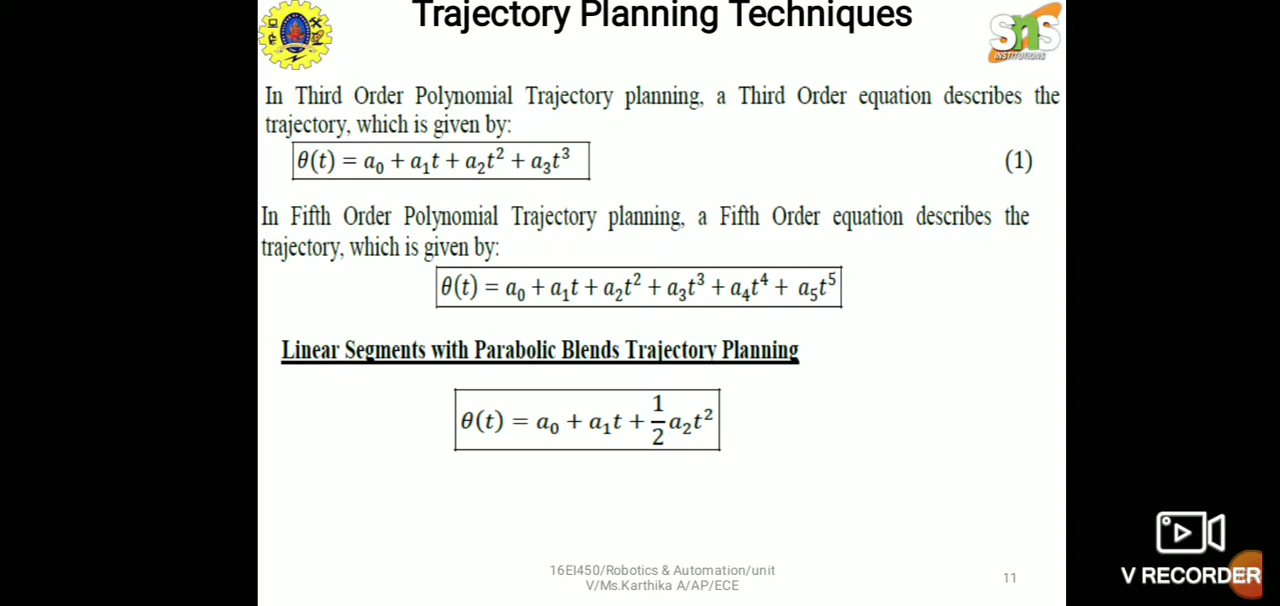 Trajectory Planning Techniques
SNS
INSTITUTIONS
In Third Order Polynomial Trajectory planning, a Third Order equation describes the
trajectory, which is given by:
θ(t) = a₀ + a₁t + a₂t² + a₃t³ (1)
In Fifth Order Polynomial Trajectory planning, a Fifth Order equation describes the
trajectory, which is given by:
θ(t) = a₀ + a₁t + a₂t² + a₃t³ + a₄t⁴ + a₅t⁵
Linear Segments with Parabolic Blends Trajectory Planning
θ(t) = a₀ + a₁t + 1/2 a₂t²
16EI450/Robotics & Automation/unit
V/Ms.Karthika A/AP/ECE
11
V RECORDER